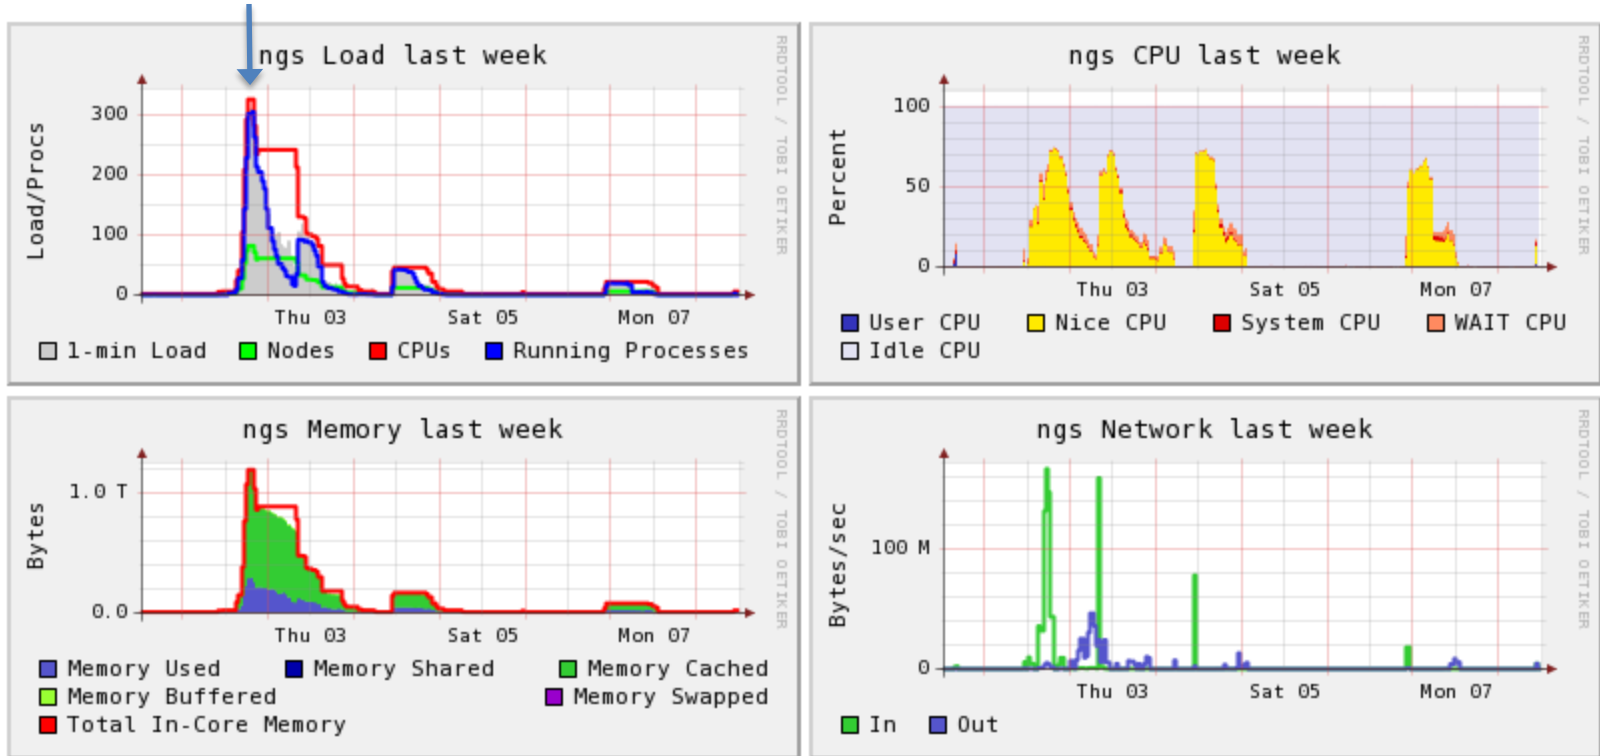 ngs Load last week
RRDTOOL / TOBI OETIKER
Load/Procs
300
200
100
0
Thu 03 Sat 05 Mon 07
1-min Load Nodes CPUs Running Processes
ngs CPU last week
RRDTOOL / TOBI OETIKER
Percent
100
50
0
Thu 03 Sat 05 Mon 07
User CPU Nice CPU System CPU WAIT CPU
Idle CPU
ngs Memory last week
RRDTOOL / TOBI OETIKER
Bytes
1.0 T
0.0
Thu 03 Sat 05 Mon 07
Memory Used Memory Shared Memory Cached
Memory Buffered Memory Swapped
Total In-Core Memory
ngs Network last week
RRDTOOL / TOBI OETIKER
Bytes/sec
100 M
0
Thu 03 Sat 05 Mon 07
In Out